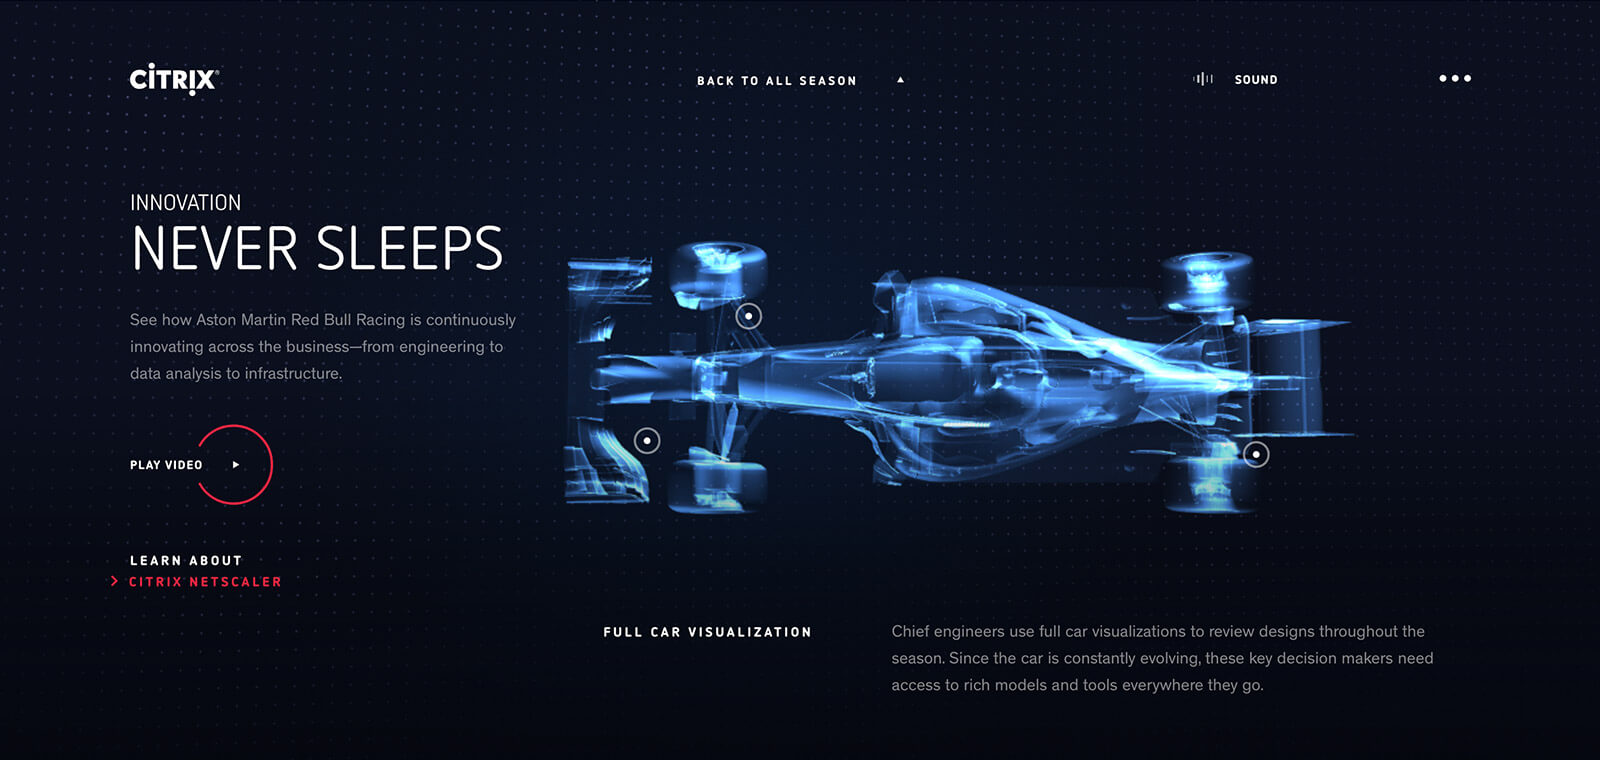 CITRIX®
BACK TO ALL SEASON
SOUND
INNOVATION
NEVER SLEEPS
See how Aston Martin Red Bull Racing is continuously
innovating across the business—from engineering to
data analysis to infrastructure.
PLAY VIDEO
LEARN ABOUT
CITRIX NETSCALER
FULL CAR VISUALIZATION
Chief engineers use full car visualizations to review designs throughout the
season. Since the car is constantly evolving, these key decision makers need
access to rich models and tools everywhere they go.